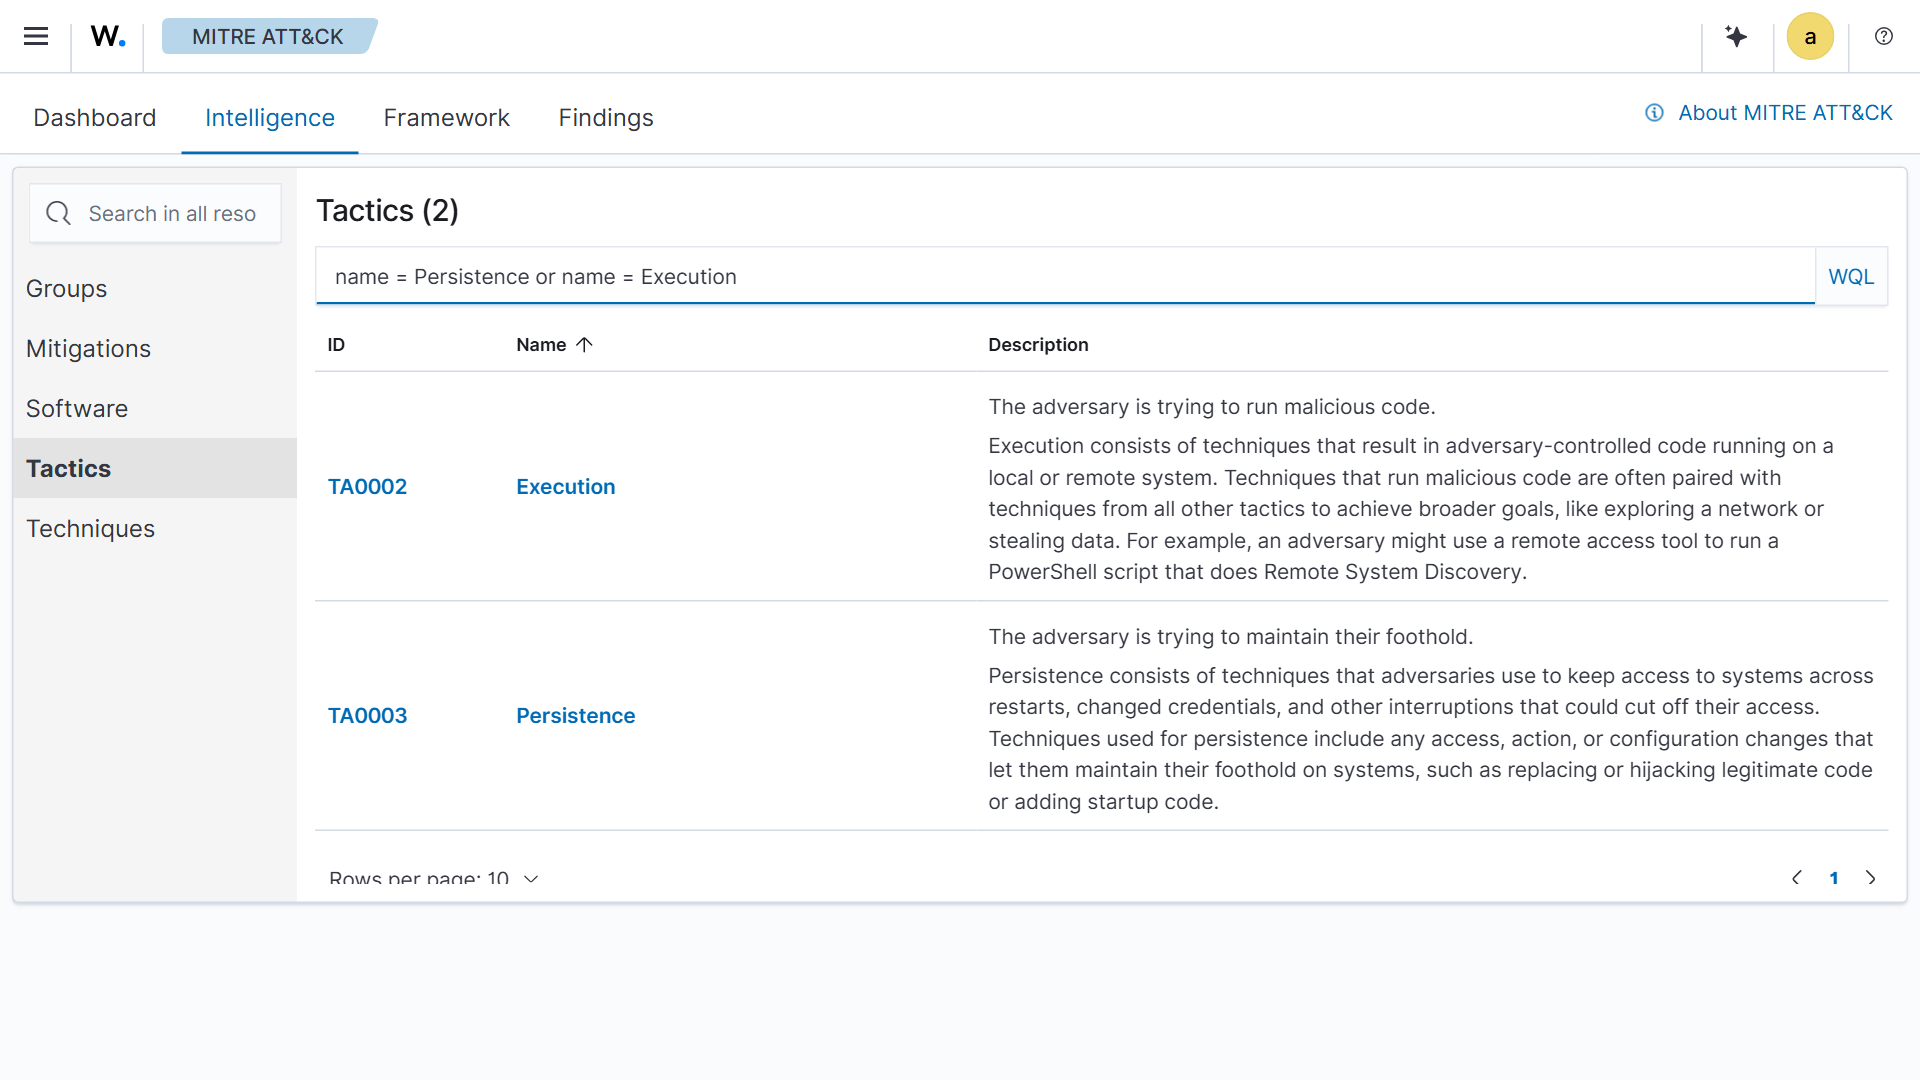 W.
MITRE ATT&CK
a
Dashboard
Intelligence
Framework
Findings
About MITRE ATT&CK
Search in all reso
Groups
Mitigations
Software
Tactics
Techniques
Tactics (2)
name = Persistence or name = Execution
WQL
ID
Name
Description
TA0002
Execution
The adversary is trying to run malicious code.
Execution consists of techniques that result in adversary-controlled code running on a
local or remote system. Techniques that run malicious code are often paired with
techniques from all other tactics to achieve broader goals, like exploring a network or
stealing data. For example, an adversary might use a remote access tool to run a
PowerShell script that does Remote System Discovery.
TA0003
Persistence
The adversary is trying to maintain their foothold.
Persistence consists of techniques that adversaries use to keep access to systems across
restarts, changed credentials, and other interruptions that could cut off their access.
Techniques used for persistence include any access, action, or configuration changes that
let them maintain their foothold on systems, such as replacing or hijacking legitimate code
or adding startup code.
Rows per page: 10
1